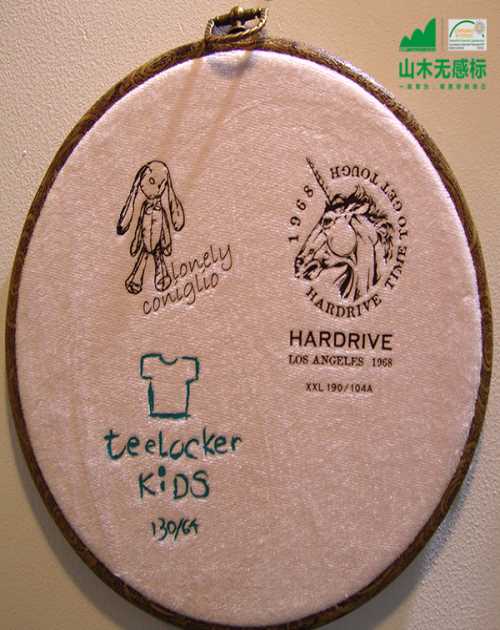 山木无感标
lonely
coniglio
1968
HARDRIVE TIME TO GET TOUGH
HARDRIVE
LOS ANGELES 1968
XXL 190/104A
teelocker
KiDS
130/64